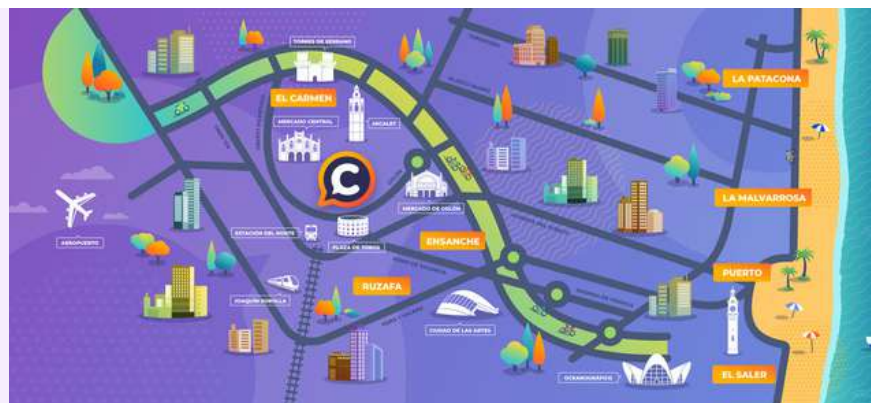 TORRES DE SERRANO
EL CARMEN
MERCADO CENTRAL
MICALET
LA PATACONA
C
MERCADO DE COLÓN
LA MALVARROSA
AEROPUERTO
ESTACIÓN DEL NORTE
PLAZA DE TOROS
ENSANCHE
PUERTO
JOAQUÍN SOROLLA
RUZAFA
CIUDAD DE LAS ARTES
OCEANOGRÀFIC
EL SALER